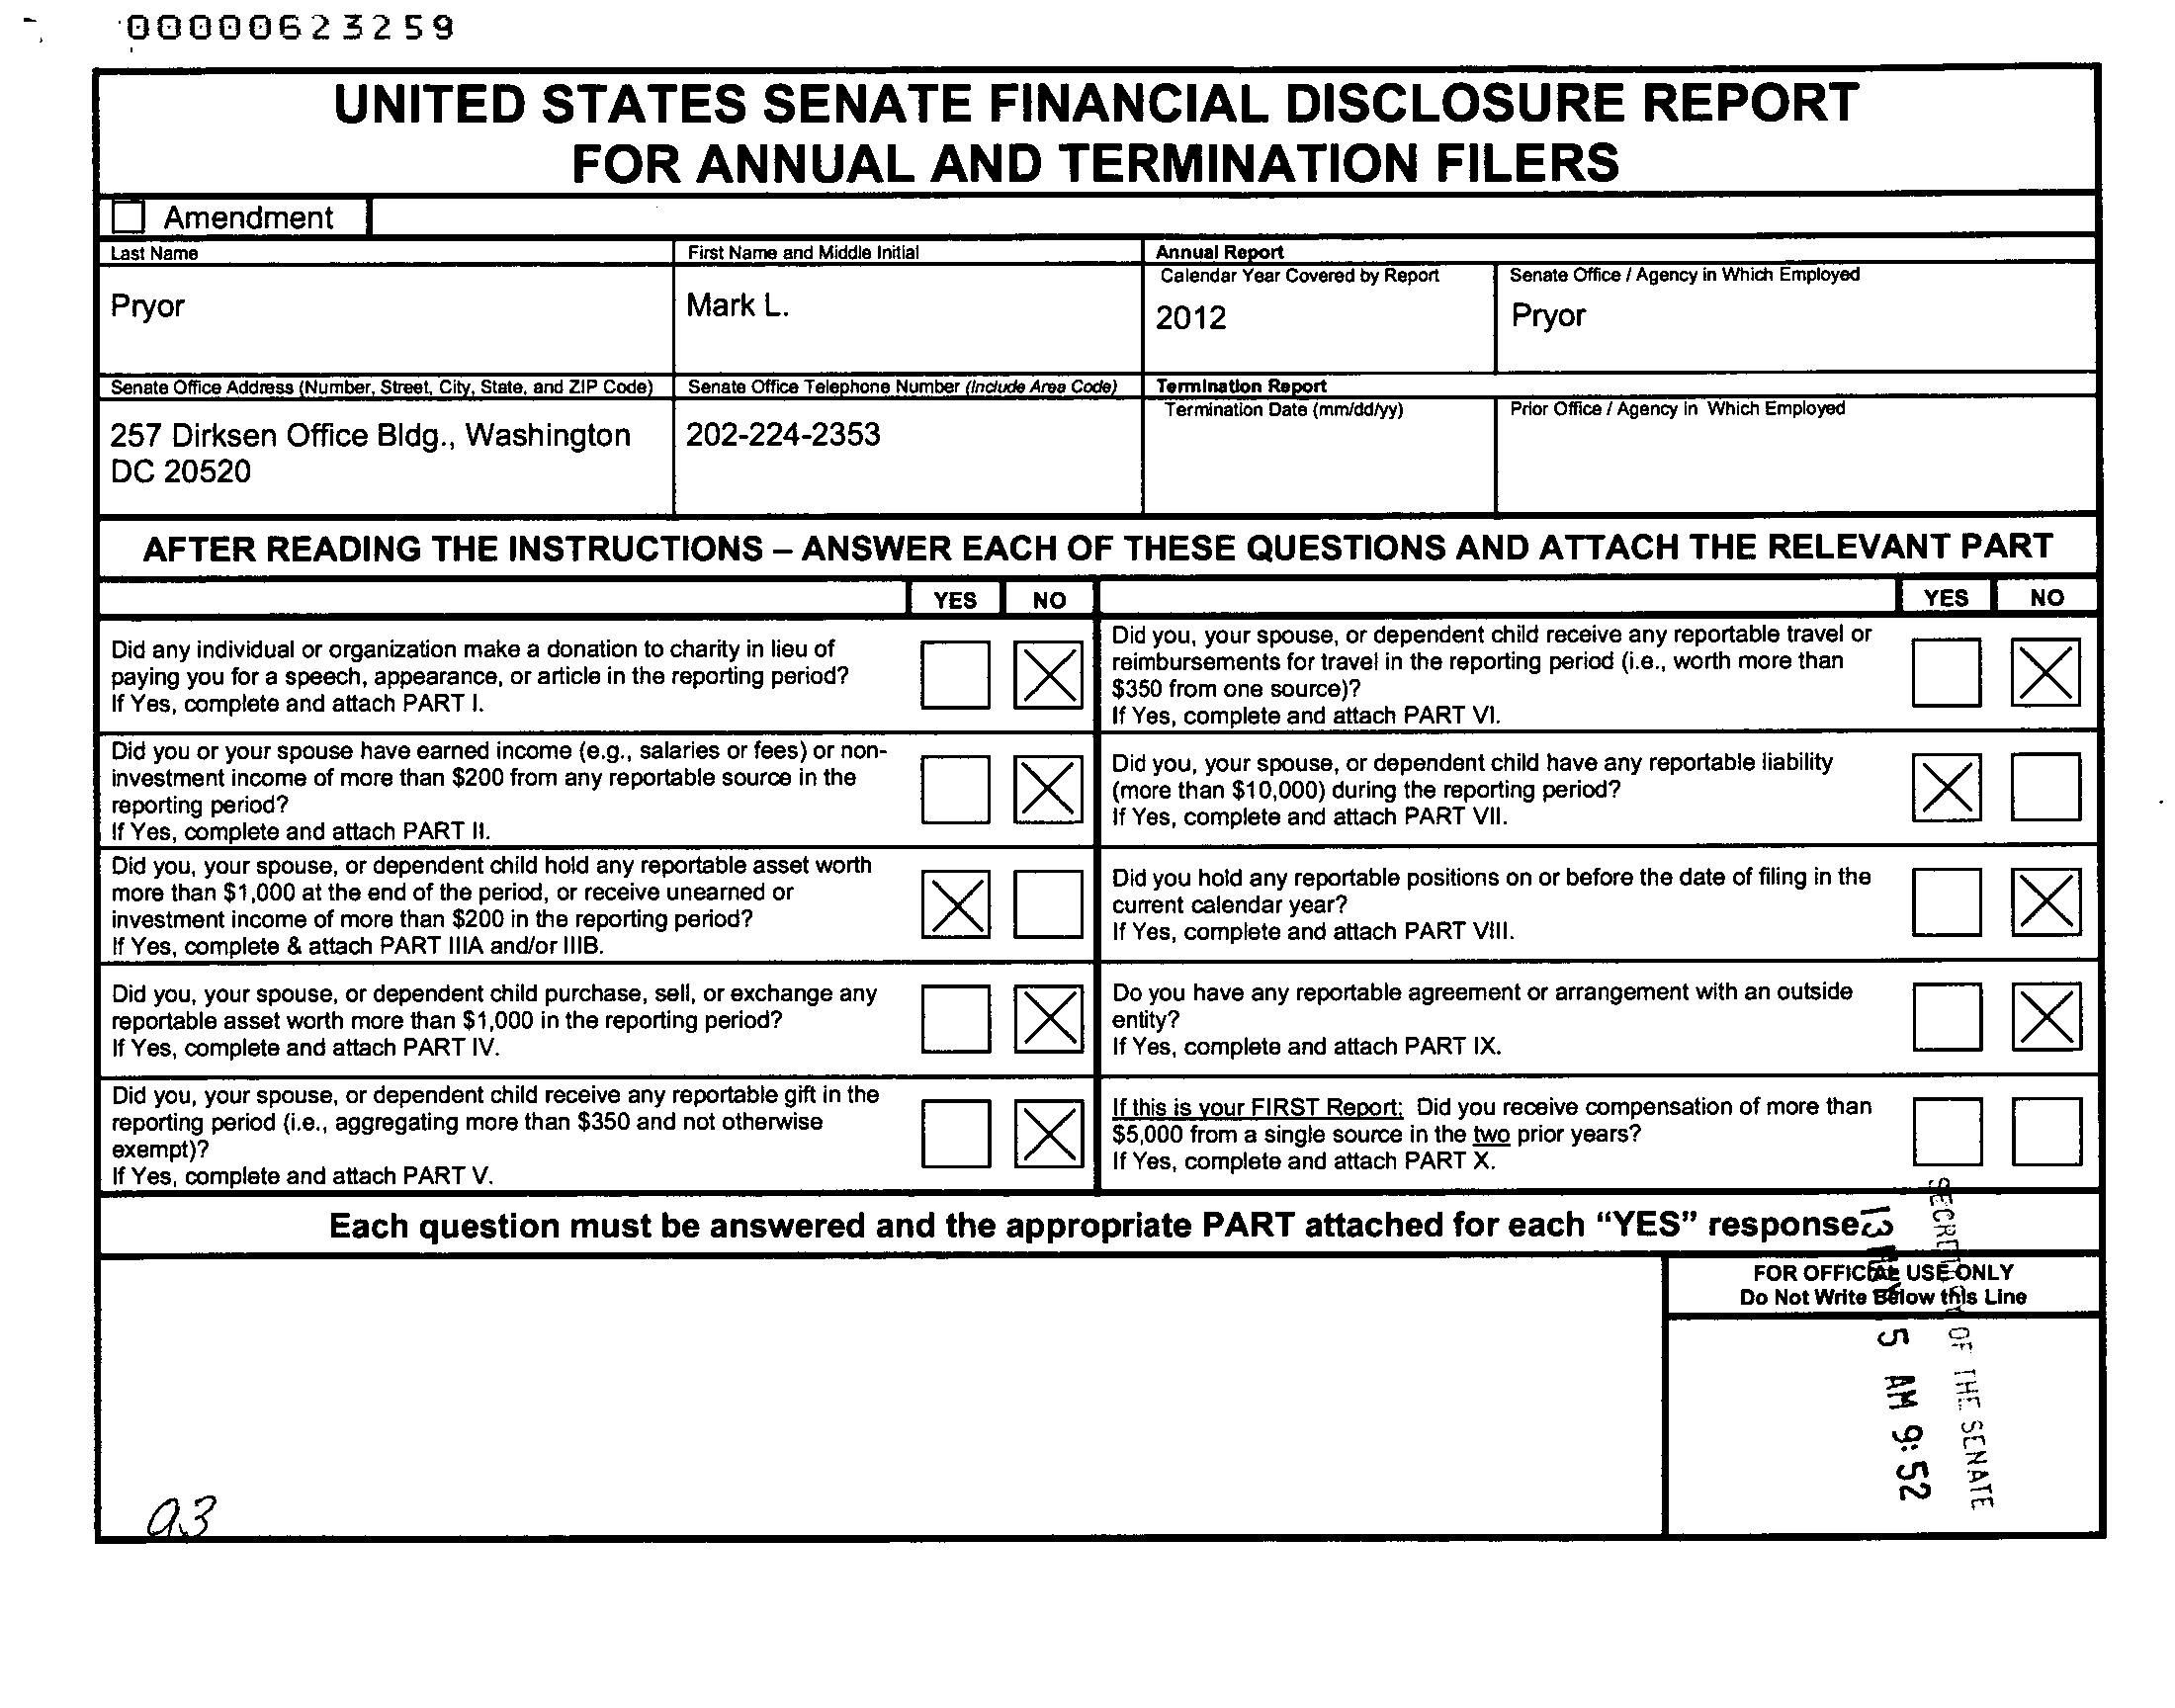 00000623259
UNITED STATES SENATE FINANCIAL DISCLOSURE REPORT
FOR ANNUAL AND TERMINATION FILERS
Amendment
Last Name
First Name and Middle Initial
Annual Report
Calendar Year Covered by Report
Senate Office / Agency in Which Employed
Pryor
Mark L.
2012
Pryor
Senate Office Address (Number, Street, City, State, and ZIP Code)
Senate Office Telephone Number (Include Area Code)
Termination Report
Termination Date (mm/dd/yy)
Prior Office / Agency in Which Employed
257 Dirksen Office Bldg., Washington
DC 20520
202-224-2353
AFTER READING THE INSTRUCTIONS – ANSWER EACH OF THESE QUESTIONS AND ATTACH THE RELEVANT PART
YES NO
YES NO
Did any individual or organization make a donation to charity in lieu of
paying you for a speech, appearance, or article in the reporting period?
If Yes, complete and attach PART I.
Did you, your spouse, or dependent child receive any reportable travel or
reimbursements for travel in the reporting period (i.e., worth more than
$350 from one source)?
If Yes, complete and attach PART VI.
Did you or your spouse have earned income (e.g., salaries or fees) or non-
investment income of more than $200 from any reportable source in the
reporting period?
If Yes, complete and attach PART II.
Did you, your spouse, or dependent child have any reportable liability
(more than $10,000) during the reporting period?
If Yes, complete and attach PART VII.
Did you, your spouse, or dependent child hold any reportable asset worth
more than $1,000 at the end of the period, or receive unearned or
investment income of more than $200 in the reporting period?
If Yes, complete & attach PART IIIA and/or IIIB.
Did you hold any reportable positions on or before the date of filing in the
current calendar year?
If Yes, complete and attach PART VIII.
Did you, your spouse, or dependent child purchase, sell, or exchange any
reportable asset worth more than $1,000 in the reporting period?
If Yes, complete and attach PART IV.
Do you have any reportable agreement or arrangement with an outside
entity?
If Yes, complete and attach PART IX.
Did you, your spouse, or dependent child receive any reportable gift in the
reporting period (i.e., aggregating more than $350 and not otherwise
exempt)?
If Yes, complete and attach PART V.
If this is your FIRST Report: Did you receive compensation of more than
$5,000 from a single source in the two prior years?
If Yes, complete and attach PART X.
Each question must be answered and the appropriate PART attached for each “YES” response
FOR OFFICIAL USE ONLY
Do Not Write Below this Line
SECRETARY OF THE SENATE
13 5 AM 9:52